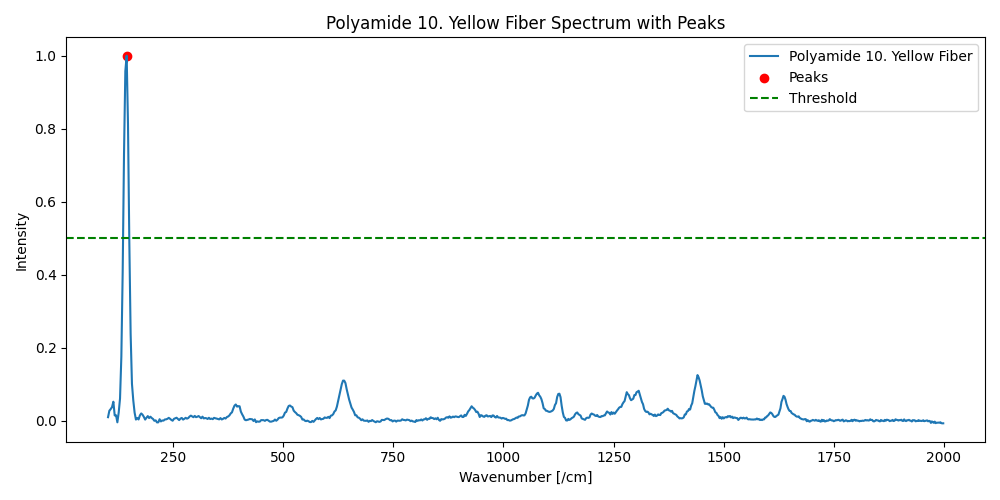 Polyamide 10. Yellow Fiber Spectrum with Peaks
Polyamide 10. Yellow Fiber
Peaks
Threshold
Intensity
1.0
0.8
0.6
0.4
0.2
0.0
250 500 750 1000 1250 1500 1750 2000
Wavenumber [/cm]